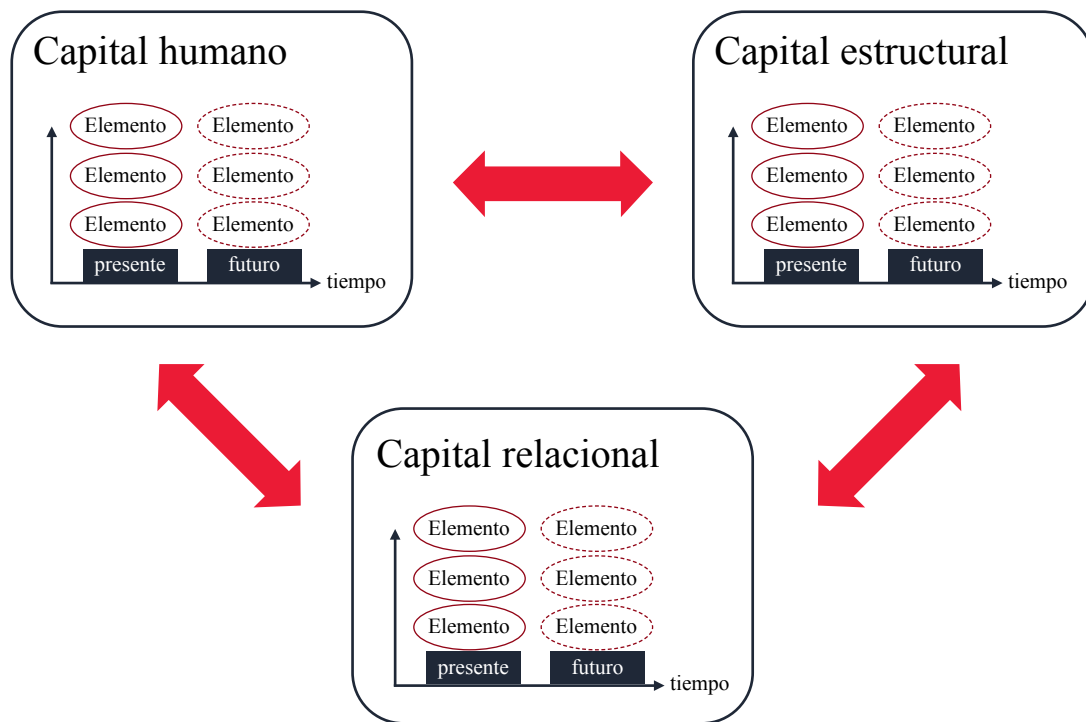 Capital humano
Elemento Elemento
Elemento Elemento
Elemento Elemento
presente futuro
tiempo
Capital estructural
Elemento Elemento
Elemento Elemento
Elemento Elemento
presente futuro
tiempo
Capital relacional
Elemento Elemento
Elemento Elemento
Elemento Elemento
presente futuro
tiempo